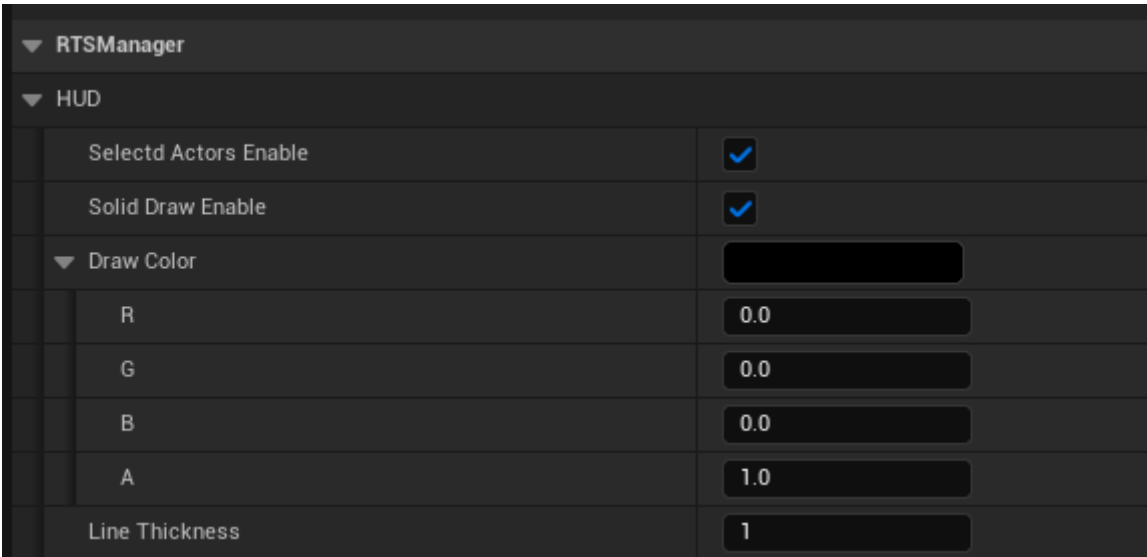 RTSManager
HUD
Selectd Actors Enable
Solid Draw Enable
Draw Color
R 0.0
G 0.0
B 0.0
A 1.0
Line Thickness 1